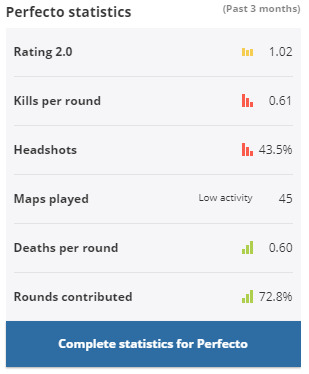 Perfecto statistics (Past 3 months)
Rating 2.0 1.02
Kills per round 0.61
Headshots 43.5%
Maps played Low activity 45
Deaths per round 0.60
Rounds contributed 72.8%
Complete statistics for Perfecto